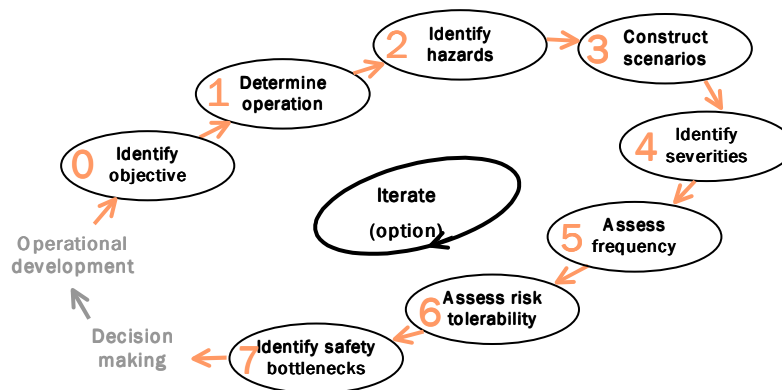 0 Identify
objective
1 Determine
operation
2 Identify
hazards
3 Construct
scenarios
4 Identify
severities
5 Assess
frequency
6 Assess risk
tolerability
7 Identify safety
bottlenecks
Decision
making
Operational
development
Iterate
(option)